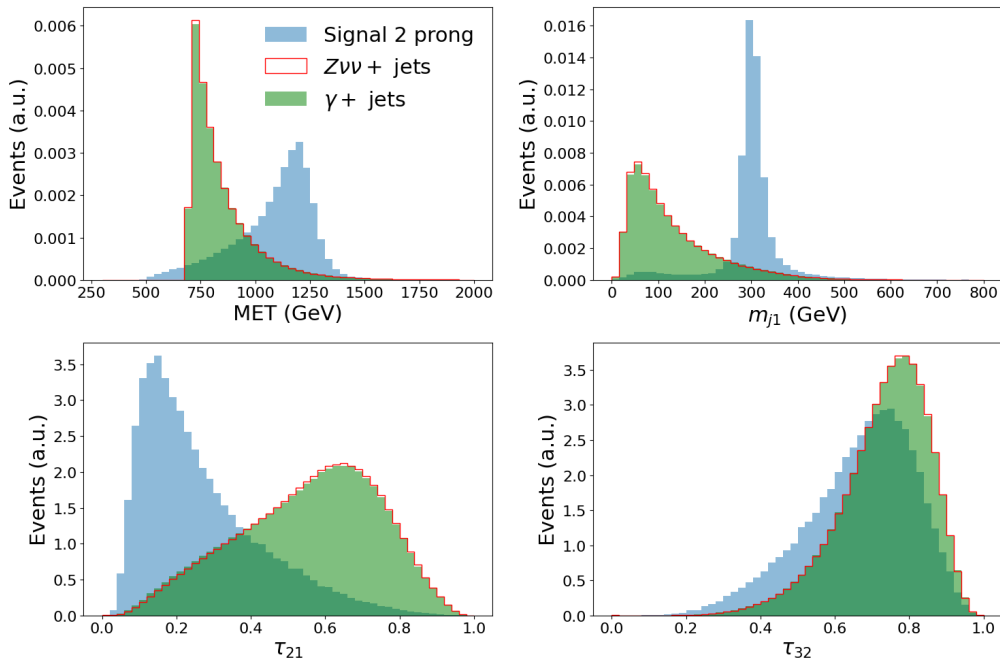 0.006
0.005
0.004
0.003
0.002
0.001
0.000
Events (a.u.)
Signal 2 prong
Zνν + jets
γ + jets
250 500 750 1000 1250 1500 1750 2000
MET (GeV)
0.016
0.014
0.012
0.010
0.008
0.006
0.004
0.002
0.000
Events (a.u.)
0 100 200 300 400 500 600 700 800
m_{j1} (GeV)
3.5
3.0
2.5
2.0
1.5
1.0
0.5
0.0
Events (a.u.)
0.0 0.2 0.4 0.6 0.8 1.0
τ_{21}
3.5
3.0
2.5
2.0
1.5
1.0
0.5
0.0
Events (a.u.)
0.0 0.2 0.4 0.6 0.8 1.0
τ_{32}